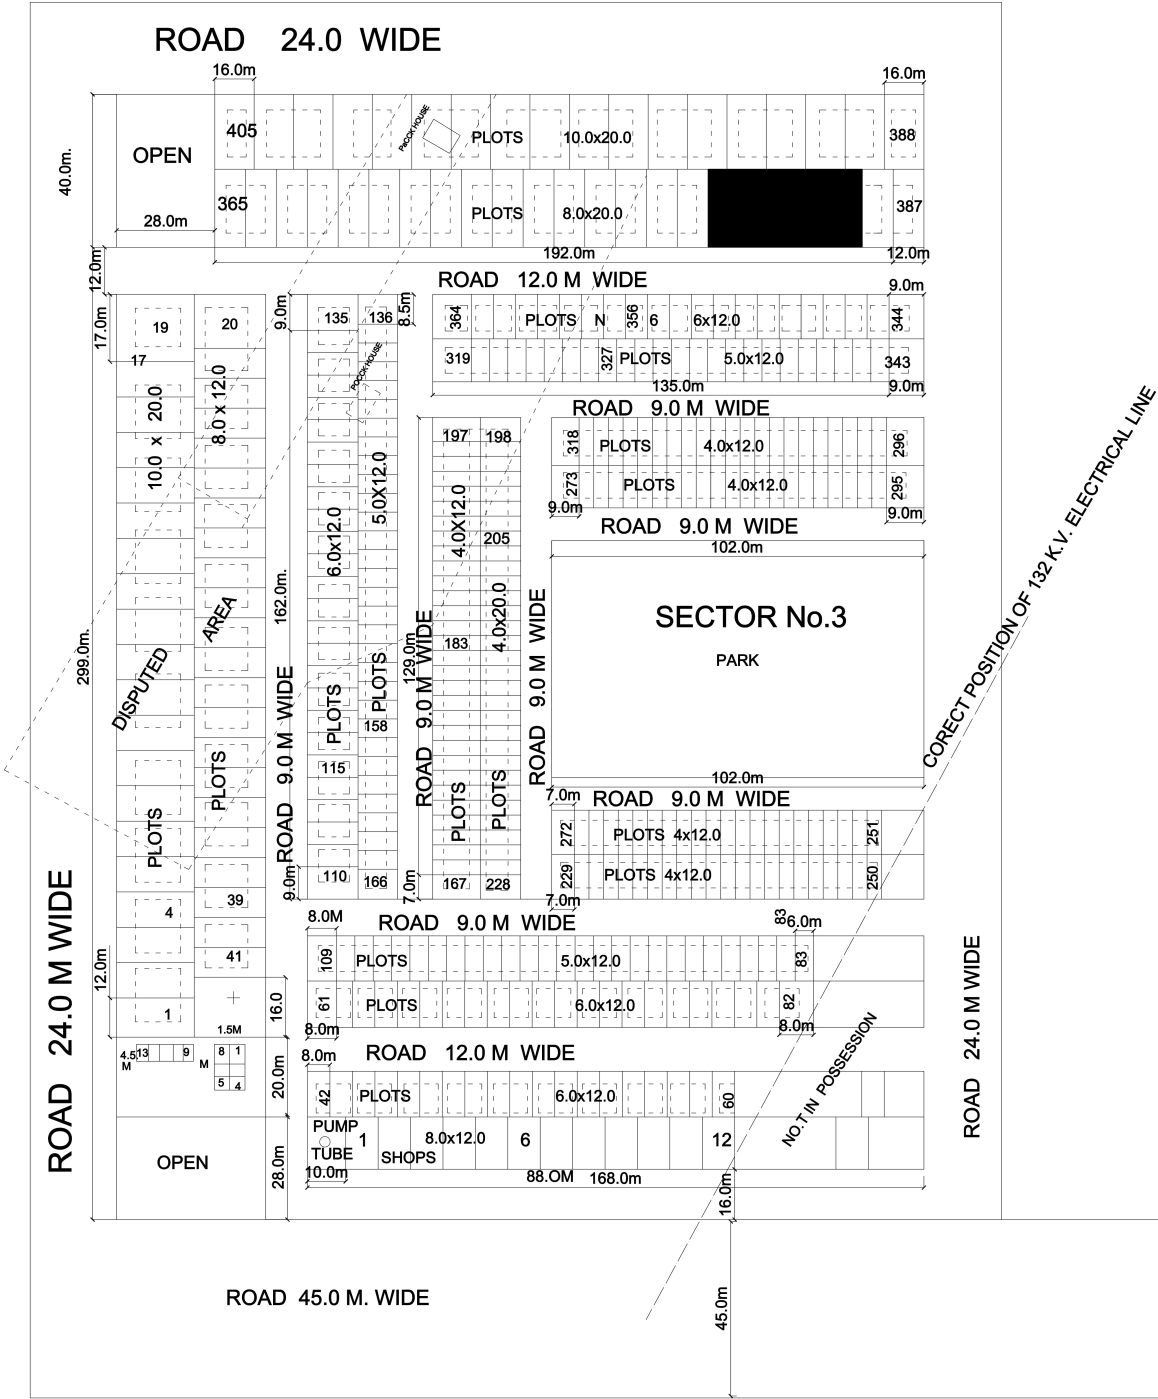 ROAD 24.0 WIDE
16.0m
16.0m
405
PaCCK HOUSE
PLOTS 10.0x20.0
388
OPEN
40.0m.
365
PLOTS 8.0x20.0
387
28.0m
192.0m
12.0m
12.0m
ROAD 12.0 M WIDE
9.0m
17.0m
19
20
9.0m
135
136
8.5m
364
PLOTS N 356 6 6x12.0
344
17
POCCK HOUSE
319
327
PLOTS 5.0x12.0
343
135.0m
9.0m
10.0 x 20.0
8.0 x 12.0
ROAD 9.0 M WIDE
197
198
318
PLOTS 4.0x12.0
296
273
PLOTS 4.0x12.0
295
9.0m
9.0m
6.0x12.0
5.0X12.0
4.0X12.0
205
ROAD 9.0 M WIDE
102.0m
162.0m.
4.0x20.0
SECTOR No.3
PARK
DISPUTED AREA
299.0m.
129.0m
183
ROAD 9.0 M WIDE
ROAD 9.0 M WIDE
ROAD 9.0 M WIDE
PLOTS
PLOTS
158
115
CORECT POSITION OF 132 K.V. ELECTRICAL LINE
102.0m
PLOTS
PLOTS
PLOTS
PLOTS
7.0m
ROAD 9.0 M WIDE
272
PLOTS 4x12.0
251
229
PLOTS 4x12.0
250
7.0m
9.0m
110
166
7.0m
167
228
4
39
41
ROAD 24.0 M WIDE
8.0M
ROAD 9.0 M WIDE
83
6.0m
109
PLOTS 5.0x12.0
83
12.0m
1
16.0
61
PLOTS 6.0x12.0
82
1.5M
8.0m
8.0m
4.5
M
13
9
M
8
1
5
4
20.0m
8.0m
ROAD 12.0 M WIDE
NO.T IN POSSESSION
ROAD 24.0 M WIDE
42
PLOTS 6.0x12.0
60
PUMP
TUBE
1
8.0x12.0
6
12
SHOPS
OPEN
28.0m
10.0m
88.OM 168.0m
16.0m
ROAD 45.0 M. WIDE
45.0m